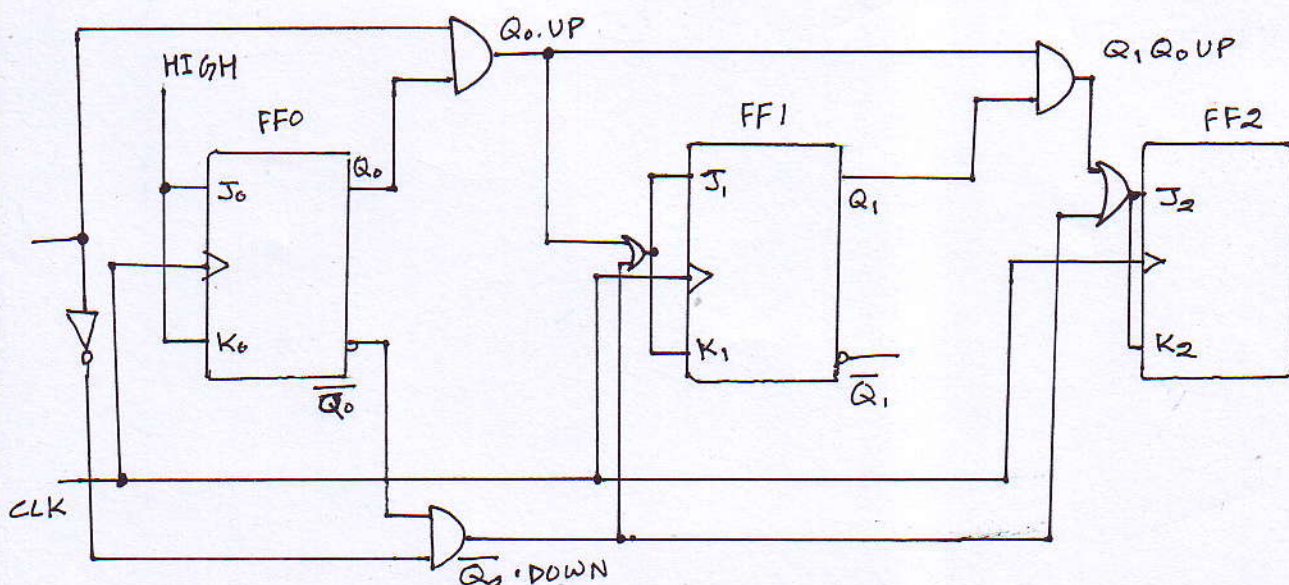 Q₀.UP
Q₁Q₀UP
HIGH
FF0
FF1
FF2
Q₀
J₀
J₁
Q₁
J₂
K₀
K₁
K₂
Q̅₀
Q̅₁
CLK
Q̅₀.DOWN